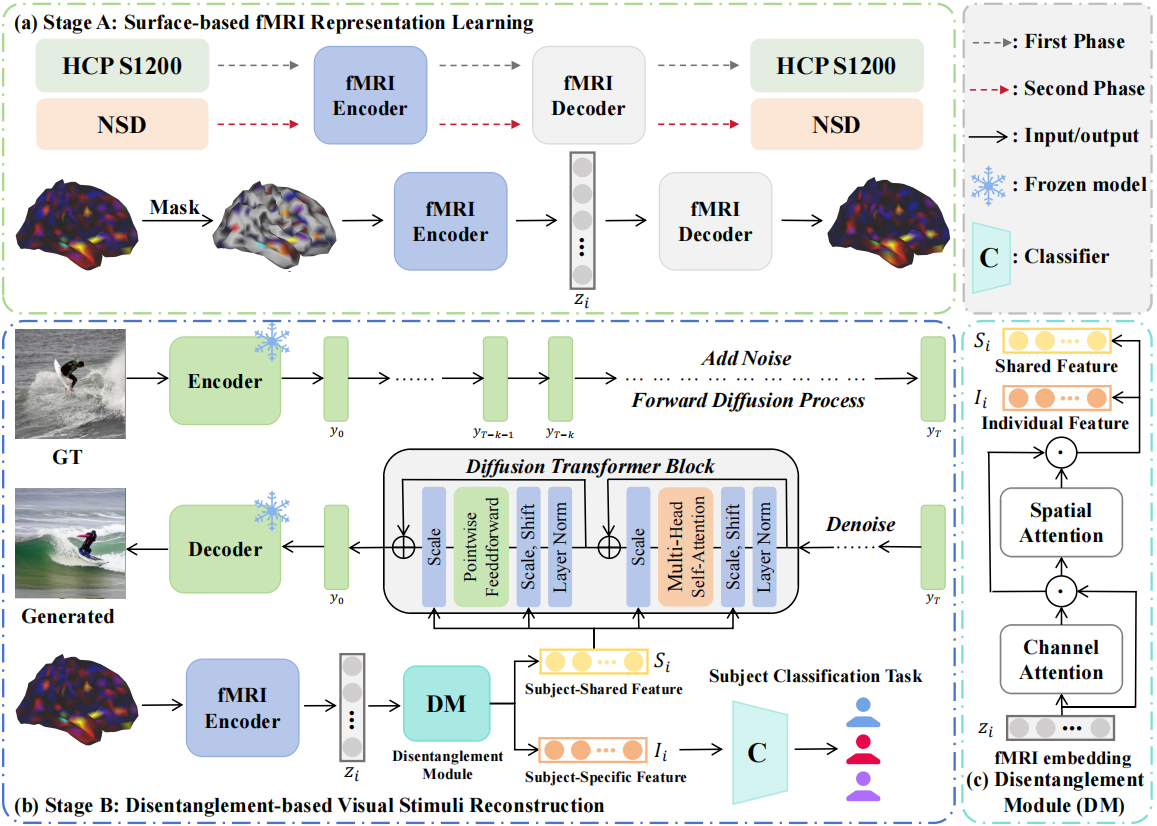 (a) Stage A: Surface-based fMRI Representation Learning
HCP S1200
fMRI
Encoder
fMRI
Decoder
HCP S1200
NSD
NSD
Mask
fMRI
Encoder
z_i
fMRI
Decoder
: First Phase
: Second Phase
: Input/output
: Frozen model
C
: Classifier
GT
Encoder
y_0
......
y_{T-k-1}
y_{T-k}
Add Noise
... ... ... ... ... ... ... ...
Forward Diffusion Process
y_T
Generated
Decoder
y_0
Diffusion Transformer Block
Scale
Pointwise
Feeddforward
Scale, Shift
Layer Norm
Scale
Multi-Head
Self-Attention
Scale, Shift
Layer Norm
Denoise
......
y_T
fMRI
Encoder
z_i
DM
Disentanglement
Module
S_i
Subject-Shared Feature
I_i
Subject-Specific Feature
Subject Classification Task
C
(b) Stage B: Disentanglement-based Visual Stimuli Reconstruction
S_i
Shared Feature
I_i
Individual Feature
Spatial
Attention
Channel
Attention
z_i
fMRI embedding
(c) Disentanglement
Module (DM)